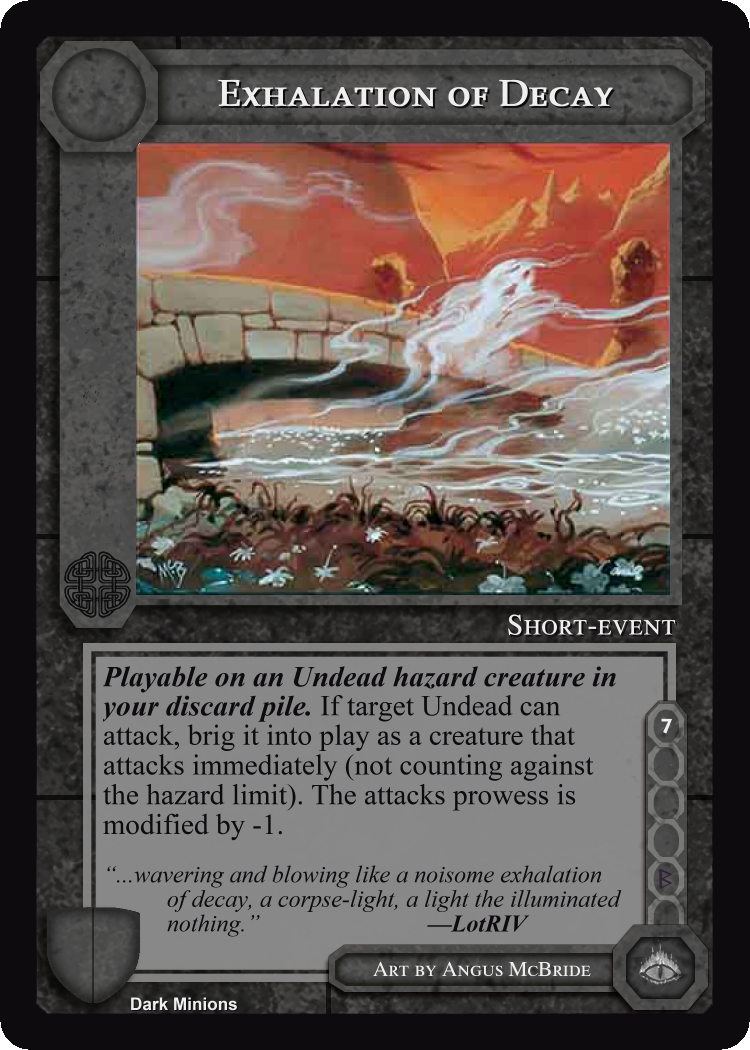 Exhalation of Decay
McB
Short-event
Playable on an Undead hazard creature in
your discard pile. If target Undead can
attack, brig it into play as a creature that
attacks immediately (not counting against
the hazard limit). The attacks prowess is
modified by -1.
7
“...wavering and blowing like a noisome exhalation
of decay, a corpse-light, a light the illuminated
nothing.” —LotRIV
Art by Angus McBride
Dark Minions